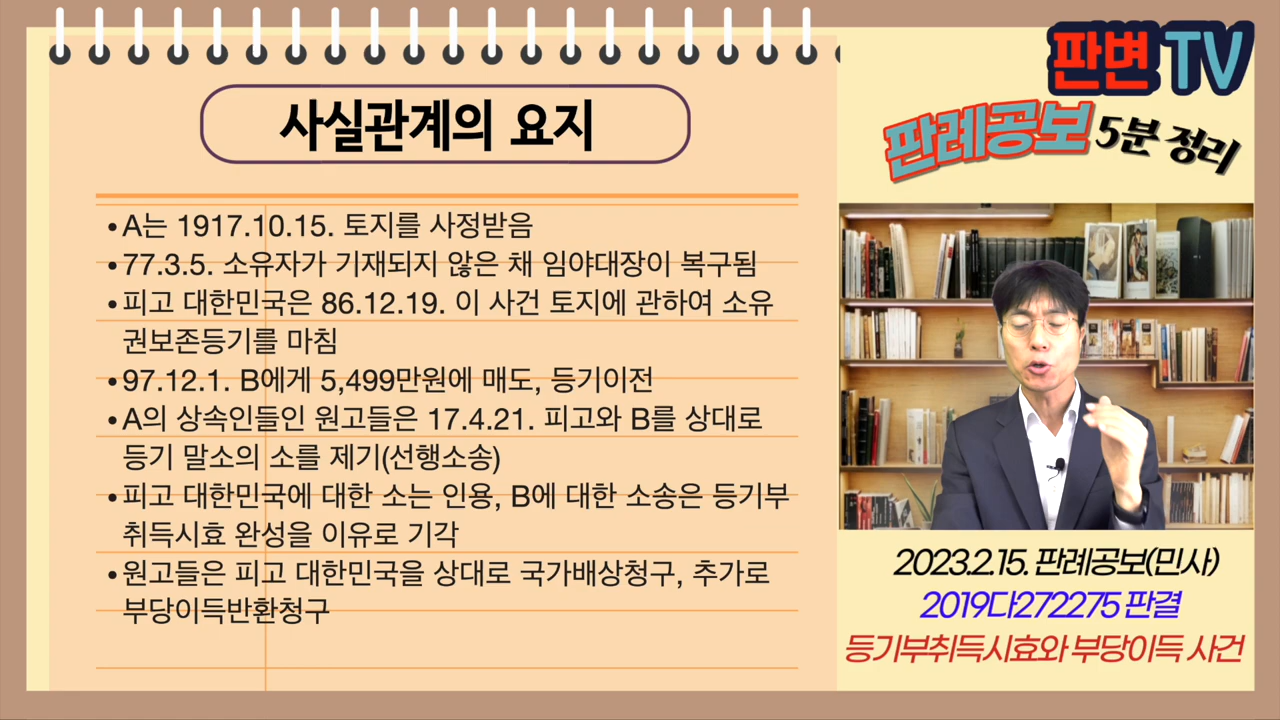 사실관계의 요지
•A는 1917.10.15. 토지를 사정받음
•77.3.5. 소유자가 기재되지 않은 채 임야대장이 복구됨
•피고 대한민국은 86.12.19. 이 사건 토지에 관하여 소유
권보존등기를 마침
•97.12.1. B에게 5,499만원에 매도, 등기이전
•A의 상속인들인 원고들은 17.4.21. 피고와 B를 상대로
등기 말소의 소를 제기(선행소송)
•피고 대한민국에 대한 소는 인용, B에 대한 소송은 등기부
취득시효 완성을 이유로 기각
•원고들은 피고 대한민국을 상대로 국가배상청구, 추가로
부당이득반환청구
판변 TV
판례공보 5분 정리
2023.2.15. 판례공보(민사)
2019다272275 판결
등기부취득시효와 부당이득 사건